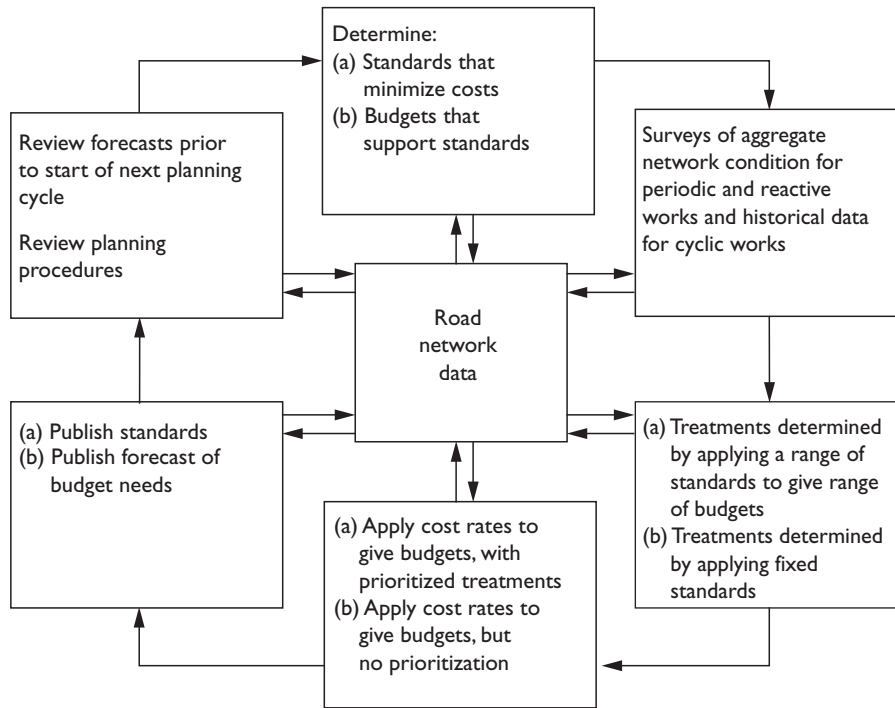 Determine:
(a) Standards that
minimize costs
(b) Budgets that
support standards
Surveys of aggregate
network condition for
periodic and reactive
works and historical data
for cyclic works
(a) Treatments determined
by applying a range of
standards to give range
of budgets
(b) Treatments determined
by applying fixed
standards
(a) Apply cost rates to
give budgets, with
prioritized treatments
(b) Apply cost rates to
give budgets, but
no prioritization
(a) Publish standards
(b) Publish forecast of
budget needs
Review forecasts prior
to start of next planning
cycle
Review planning
procedures
Road
network
data